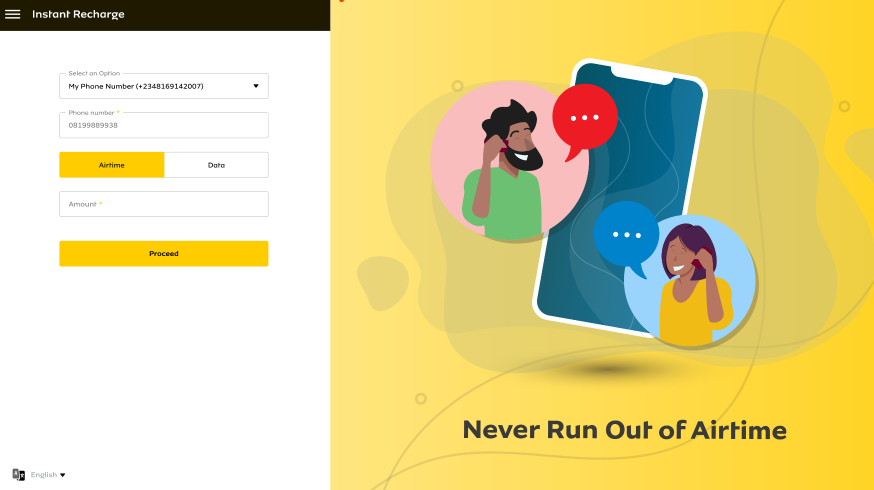 Instant Recharge
Select an Option
My Phone Number (+2348169142007)
Phone number *
08199889938
Airtime
Data
Amount *
Proceed
Never Run Out of Airtime
English